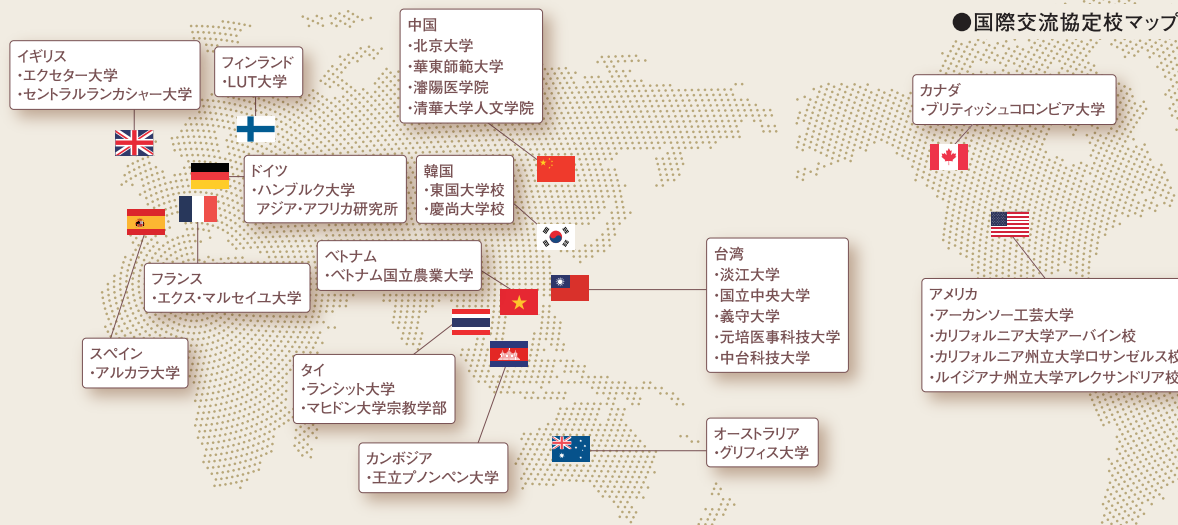 ●国際交流協定校マップ
イギリス
・エクセター大学
・セントラルランカシャー大学
フィンランド
・LUT大学
中国
・北京大学
・華東師範大学
・瀋陽医学院
・清華大学人文学院
カナダ
・ブリティッシュコロンビア大学
ドイツ
・ハンブルク大学
アジア・アフリカ研究所
韓国
・東国大学校
・慶尚大学校
フランス
・エクス・マルセイユ大学
ベトナム
・ベトナム国立農業大学
台湾
・淡江大学
・国立中央大学
・義守大学
・元培医事科技大学
・中台科技大学
アメリカ
・アーカンソー工芸大学
・カリフォルニア大学アーバイン校
・カリフォルニア州立大学ロサンゼルス校
・ルイジアナ州立大学アレクサンドリア校
スペイン
・アルカラ大学
タイ
・ランシット大学
・マヒドン大学宗教学部
カンボジア
・王立プノンペン大学
オーストラリア
・グリフィス大学